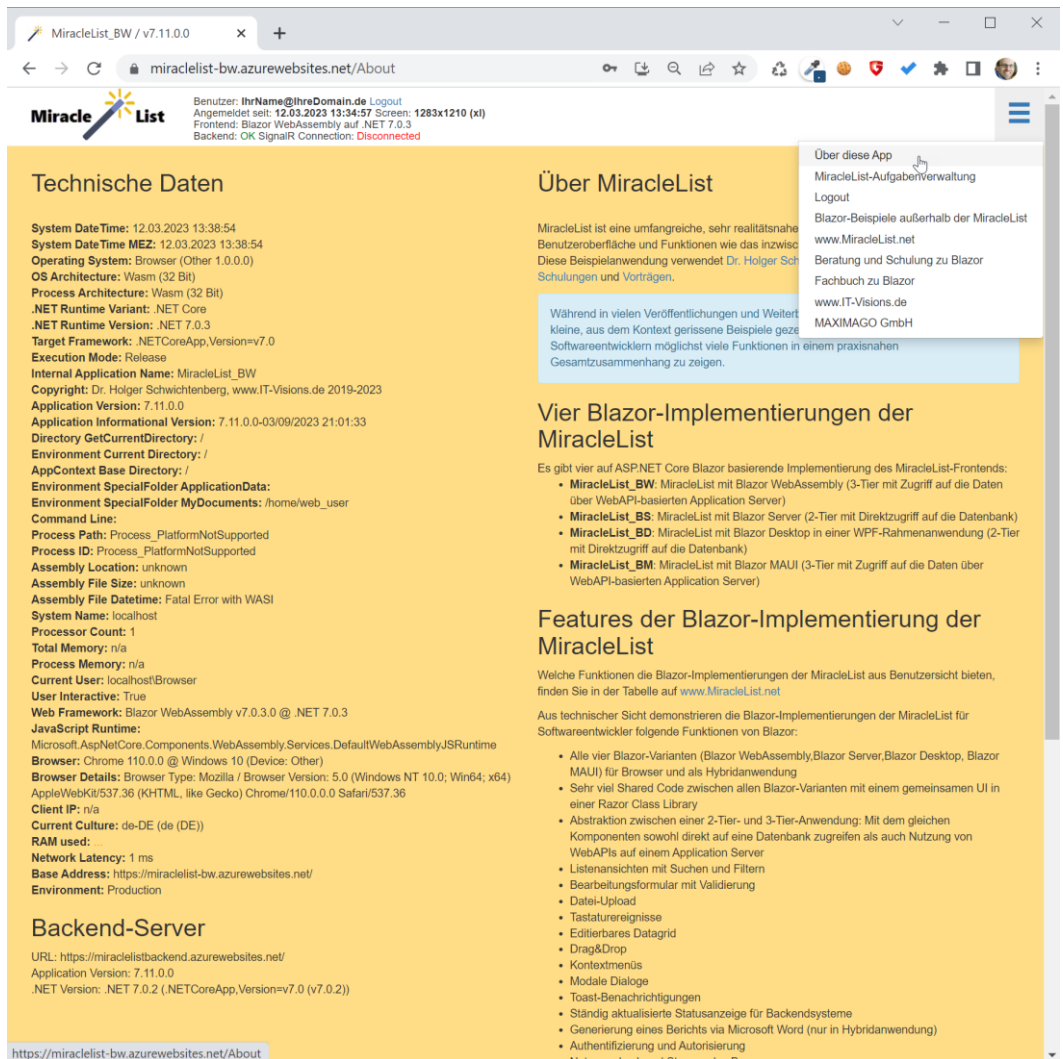 MiracleList_BW / v7.11.0.0
miraclelist-bw.azurewebsites.net/About
Miracle List
Benutzer: IhrName@IhreDomain.de Logout
Angemeldet seit: 12.03.2023 13:34:57 Screen: 1283x1210 (xl)
Frontend: Blazor WebAssembly auf .NET 7.0.3
Backend: OK SignalR Connection: Disconnected
Über diese App
MiracleList-Aufgabenverwaltung
Logout
Blazor-Beispiele außerhalb der MiracleList
www.MiracleList.net
Beratung und Schulung zu Blazor
Fachbuch zu Blazor
www.IT-Visions.de
MAXIMAGO GmbH
Technische Daten
System DateTime: 12.03.2023 13:38:54
System DateTime MEZ: 12.03.2023 13:38:54
Operating System: Browser (Other 1.0.0.0)
OS Architecture: Wasm (32 Bit)
Process Architecture: Wasm (32 Bit)
.NET Runtime Variant: .NET Core
.NET Runtime Version: .NET 7.0.3
Target Framework: .NETCoreApp,Version=v7.0
Execution Mode: Release
Internal Application Name: MiracleList_BW
Copyright: Dr. Holger Schwichtenberg, www.IT-Visions.de 2019-2023
Application Version: 7.11.0.0
Application Informational Version: 7.11.0.0-03/09/2023 21:01:33
Directory GetCurrentDirectory: /
Environment Current Directory: /
AppContext Base Directory: /
Environment SpecialFolder ApplicationData:
Environment SpecialFolder MyDocuments: /home/web_user
Command Line:
Process Path: Process_PlatformNotSupported
Process ID: Process_PlatformNotSupported
Assembly Location: unknown
Assembly File Size: unknown
Assembly File Datetime: Fatal Error with WASI
System Name: localhost
Processor Count: 1
Total Memory: n/a
Process Memory: n/a
Current User: localhost\Browser
User Interactive: True
Web Framework: Blazor WebAssembly v7.0.3.0 @ .NET 7.0.3
JavaScript Runtime:
Microsoft.AspNetCore.Components.WebAssembly.Services.DefaultWebAssemblyJSRuntime
Browser: Chrome 110.0.0 @ Windows 10 (Device: Other)
Browser Details: Browser Type: Mozilla / Browser Version: 5.0 (Windows NT 10.0; Win64; x64)
AppleWebKit/537.36 (KHTML, like Gecko) Chrome/110.0.0.0 Safari/537.36
Client IP: n/a
Current Culture: de-DE (de (DE))
RAM used: ...
Network Latency: 1 ms
Base Address: https://miraclelist-bw.azurewebsites.net/
Environment: Production
Backend-Server
URL: https://miraclelistbackend.azurewebsites.net/
Application Version: 7.11.0.0
.NET Version: .NET 7.0.2 (.NETCoreApp,Version=v7.0 (v7.0.2))
Über MiracleList
MiracleList ist eine umfangreiche, sehr realitätsnahe
Benutzeroberfläche und Funktionen wie das inzwisc
Diese Beispielanwendung verwendet Dr. Holger Sch
Schulungen und Vorträgen.
Während in vielen Veröffentlichungen und Weiterb
kleine, aus dem Kontext gerissene Beispiele geze
Softwareentwicklern möglichst viele Funktionen in einem praxisnahen
Gesamtzusammenhang zu zeigen.
Vier Blazor-Implementierungen der
MiracleList
Es gibt vier auf ASP.NET Core Blazor basierende Implementierung des MiracleList-Frontends:
• MiracleList_BW: MiracleList mit Blazor WebAssembly (3-Tier mit Zugriff auf die Daten
über WebAPI-basierten Application Server)
• MiracleList_BS: MiracleList mit Blazor Server (2-Tier mit Direktzugriff auf die Datenbank)
• MiracleList_BD: MiracleList mit Blazor Desktop in einer WPF-Rahmenanwendung (2-Tier
mit Direktzugriff auf die Datenbank)
• MiracleList_BM: MiracleList mit Blazor MAUI (3-Tier mit Zugriff auf die Daten über
WebAPI-basierten Application Server)
Features der Blazor-Implementierung der
MiracleList
Welche Funktionen die Blazor-Implementierungen der MiracleList aus Benutzersicht bieten,
finden Sie in der Tabelle auf www.MiracleList.net
Aus technischer Sicht demonstrieren die Blazor-Implementierungen der MiracleList für
Softwareentwickler folgende Funktionen von Blazor:
• Alle vier Blazor-Varianten (Blazor WebAssembly,Blazor Server,Blazor Desktop, Blazor
MAUI) für Browser und als Hybridanwendung
• Sehr viel Shared Code zwischen allen Blazor-Varianten mit einem gemeinsamen UI in
einer Razor Class Library
• Abstraktion zwischen einer 2-Tier- und 3-Tier-Anwendung: Mit dem gleichen
Komponenten sowohl direkt auf eine Datenbank zugreifen als auch Nutzung von
WebAPIs auf einem Application Server
• Listenansichten mit Suchen und Filtern
• Bearbeitungsformular mit Validierung
• Datei-Upload
• Tastaturereignisse
• Editierbares Datagrid
• Drag&Drop
• Kontextmenüs
• Modale Dialoge
• Toast-Benachrichtigungen
• Ständig aktualisierte Statusanzeige für Backendsysteme
• Generierung eines Berichts via Microsoft Word (nur in Hybridanwendung)
• Authentifizierung und Autorisierung
https://miraclelist-bw.azurewebsites.net/About